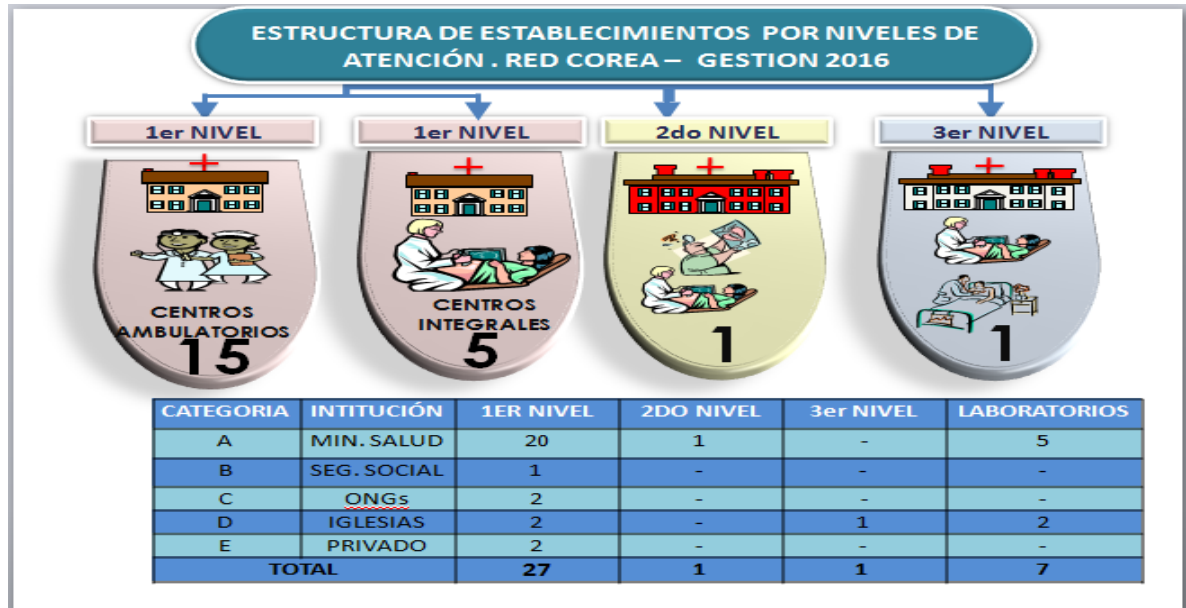 ESTRUCTURA DE ESTABLECIMIENTOS POR NIVELES DE
ATENCIÓN . RED COREA – GESTION 2016
1er NIVEL
1er NIVEL
2do NIVEL
3er NIVEL
CENTROS
AMBULATORIOS
15
CENTROS
INTEGRALES
5
1
1
CATEGORIA INTITUCIÓN 1ER NIVEL 2DO NIVEL 3er NIVEL LABORATORIOS
A MIN. SALUD 20 1 - 5
B SEG. SOCIAL 1 - - -
C ONGs 2 - - -
D IGLESIAS 2 - 1 2
E PRIVADO 2 - - -
TOTAL 27 1 1 7